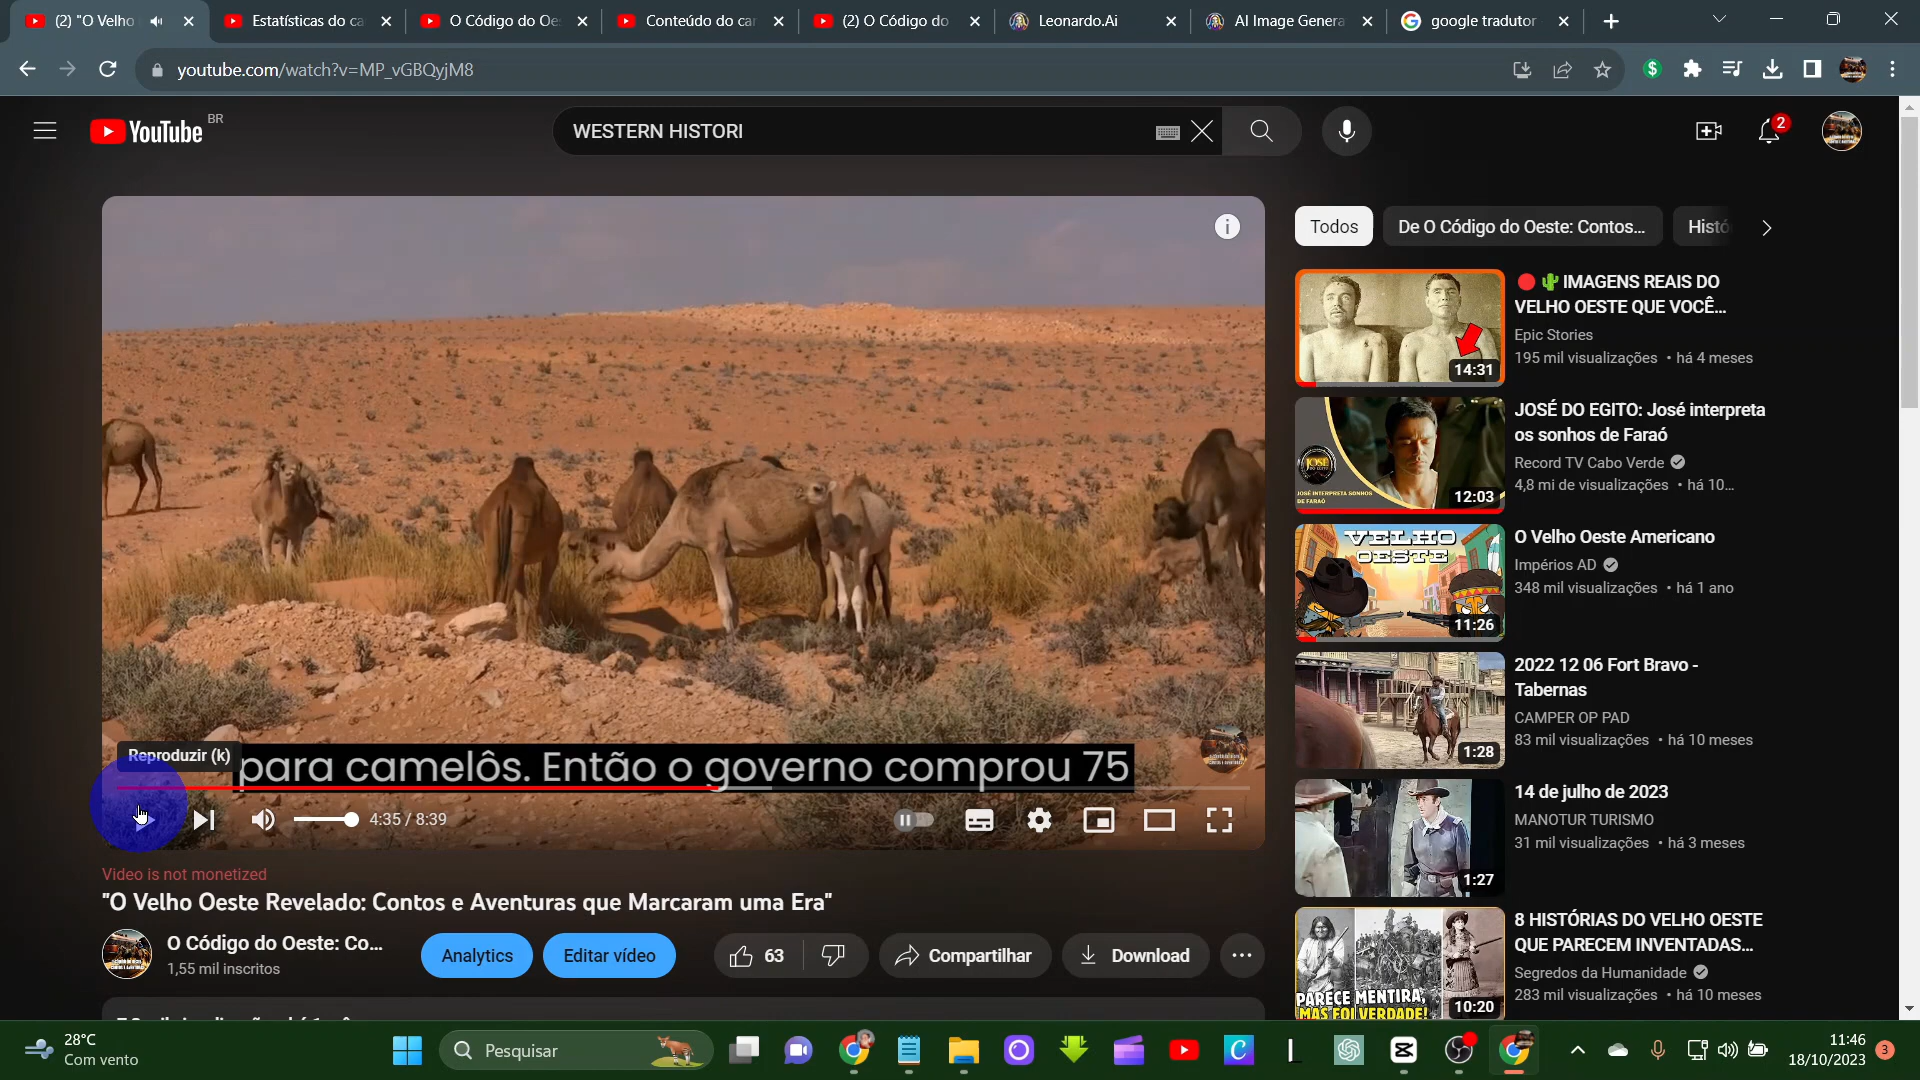 (2) "O Velho
Estatísticas do ca
O Código do Oe
Conteúdo do car
(2) O Código do
Leonardo.Ai
AI Image Genera
google tradutor
youtube.com/watch?v=MP_vGBQyjM8
YouTube BR
WESTERN HISTORI
2
Todos
De O Código do Oeste: Contos...
Histó
IMAGENS REAIS DO
VELHO OESTE QUE VOCÊ...
Epic Stories
195 mil visualizações • há 4 meses
14:31
JOSÉ DO EGITO: José interpreta
os sonhos de Faraó
Record TV Cabo Verde
4,8 mi de visualizações • há 10...
JOSÉ INTERPRETA SONHOS
DE FARAÓ
12:03
VELHO
OESTE
11:26
O Velho Oeste Americano
Impérios AD
348 mil visualizações • há 1 ano
2022 12 06 Fort Bravo -
Tabernas
CAMPER OP PAD
83 mil visualizações • há 10 meses
1:28
14 de julho de 2023
MANOTUR TURISMO
31 mil visualizações • há 3 meses
1:27
8 HISTÓRIAS DO VELHO OESTE
QUE PARECEM INVENTADAS...
Segredos da Humanidade
283 mil visualizações • há 10 meses
PARECE MENTIRA,
MAS FOI VERDADE!
10:20
Reproduzir (k)
para camelôs. Então o governo comprou 75
4:35 / 8:39
Video is not monetized
"O Velho Oeste Revelado: Contos e Aventuras que Marcaram uma Era"
O Código do Oeste: Co...
1,55 mil inscritos
Analytics
Editar vídeo
63
Compartilhar
Download
28°C
Com vento
Pesquisar
11:46
18/10/2023
3